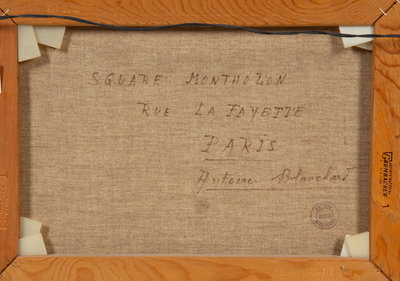 SQUARE MONTHOLON
RUE LA FAYETTE
PARIS
Antoine Blanchard